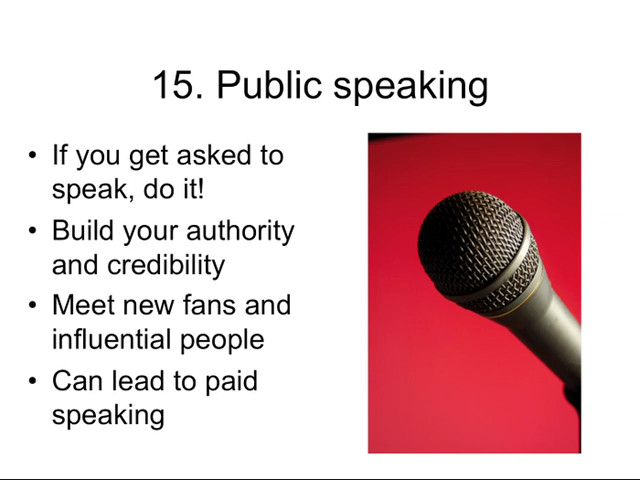 15. Public speaking
• If you get asked to
speak, do it!
• Build your authority
and credibility
• Meet new fans and
influential people
• Can lead to paid
speaking